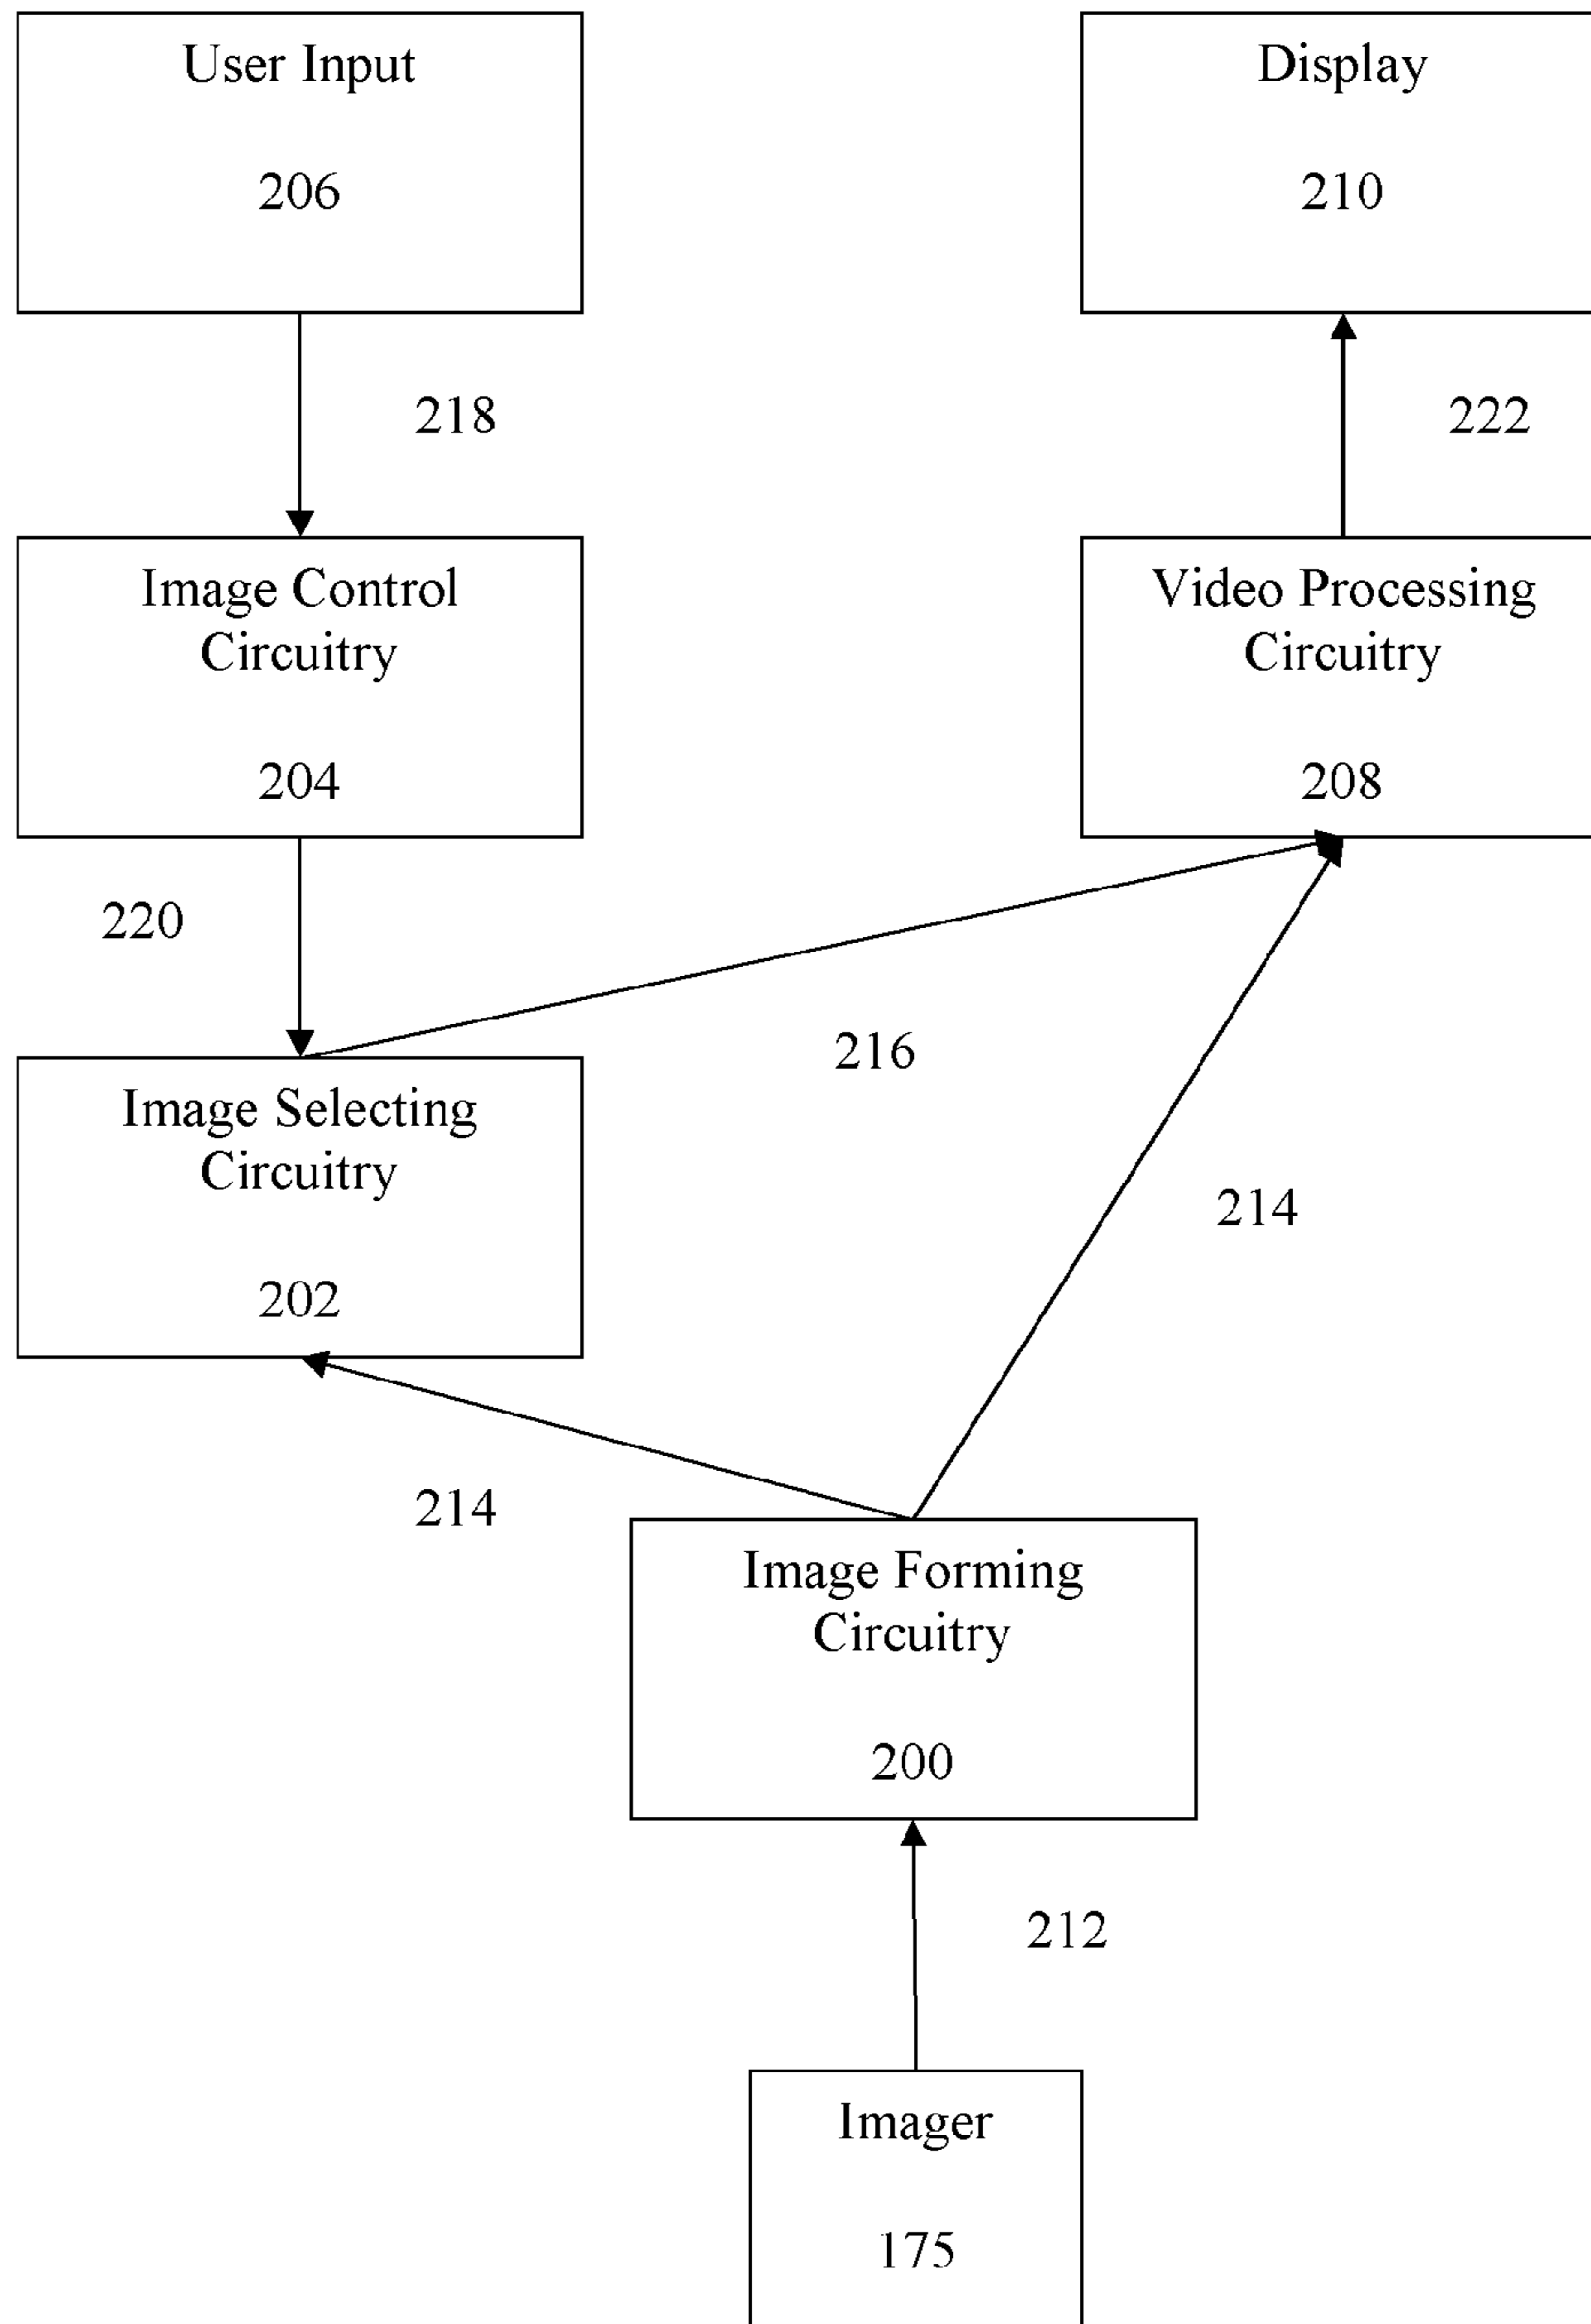 User Input
206
Display
210
218
222
Image Control
Circuitry
204
Video Processing
Circuitry
208
220
216
Image Selecting
Circuitry
202
214
214
Image Forming
Circuitry
200
212
Imager
175